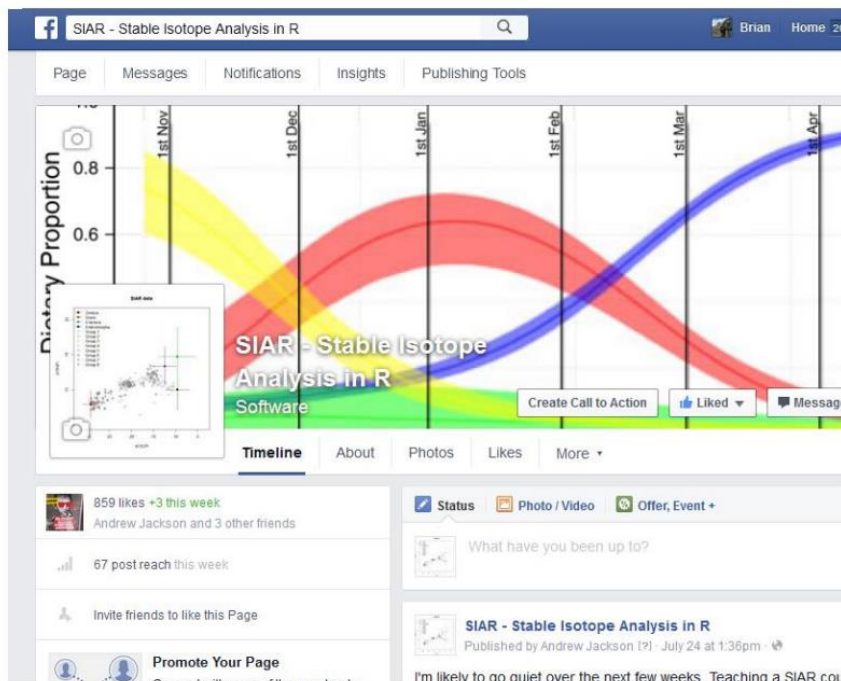 SIAR - Stable Isotope Analysis in R
Brian Home
Page Messages Notifications Insights Publishing Tools
1st Nov 1st Dec 1st Jan 1st Feb 1st Mar 1st Apr
Dietary Proportion
0.8
0.6
SIAR data
SIAR - Stable Isotope
Analysis in R
Software
Create Call to Action Liked Message
Timeline About Photos Likes More
859 likes +3 this week
Andrew Jackson and 3 other friends
67 post reach this week
Invite friends to like this Page
Promote Your Page
Status Photo / Video Offer, Event +
What have you been up to?
SIAR - Stable Isotope Analysis in R
Published by Andrew Jackson [?] · July 24 at 1:36pm ·
I'm likely to go quiet over the next few weeks. Teaching a SIAR cou